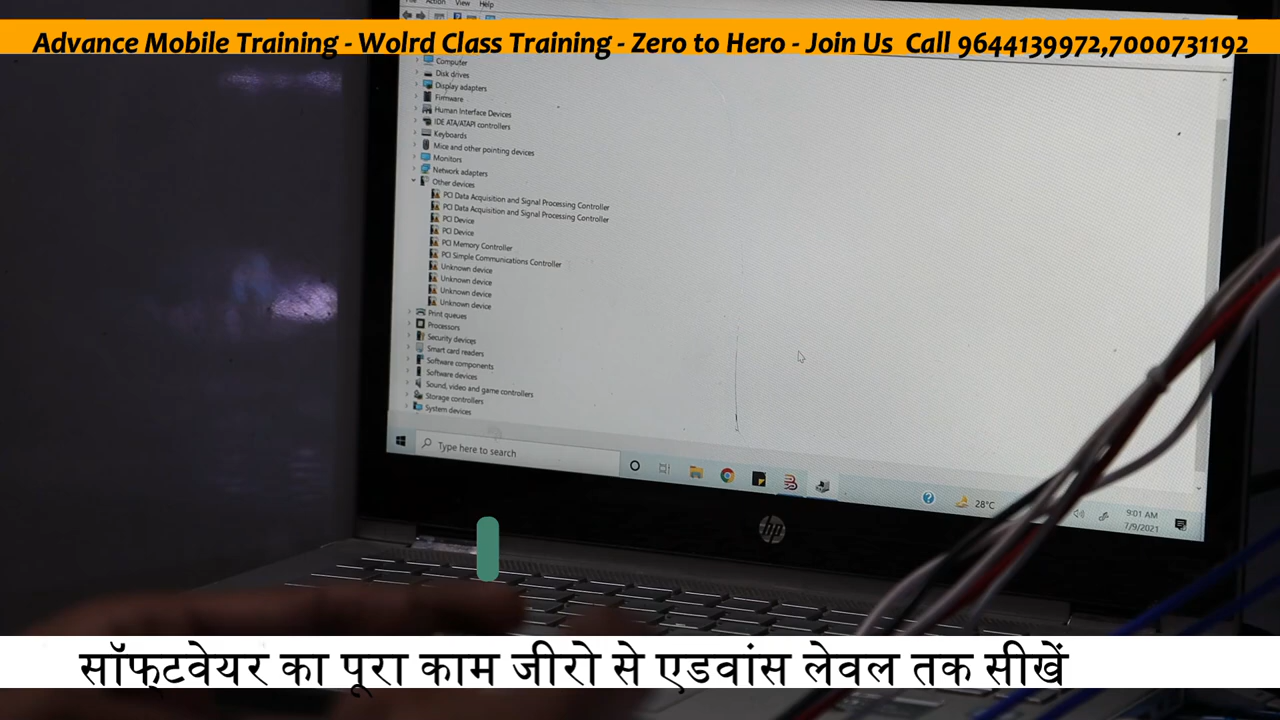 File Action View Help
Advance Mobile Training - Wolrd Class Training - Zero to Hero - Join Us Call 9644139972,7000731192
Computer
Disk drives
Display adapters
Firmware
Human Interface Devices
IDE ATA/ATAPI controllers
Keyboards
Mice and other pointing devices
Monitors
Network adapters
Other devices
PCI Data Acquisition and Signal Processing Controller
PCI Data Acquisition and Signal Processing Controller
PCI Device
PCI Device
PCI Memory Controller
PCI Simple Communications Controller
Unknown device
Unknown device
Unknown device
Unknown device
Print queues
Processors
Security devices
Smart card readers
Software components
Software devices
Sound, video and game controllers
Storage controllers
System devices
Type here to search
28°C
9:01 AM
7/9/2021
hp
सॉफ्टवेयर का पूरा काम जीरो से एडवांस लेवल तक सीखें